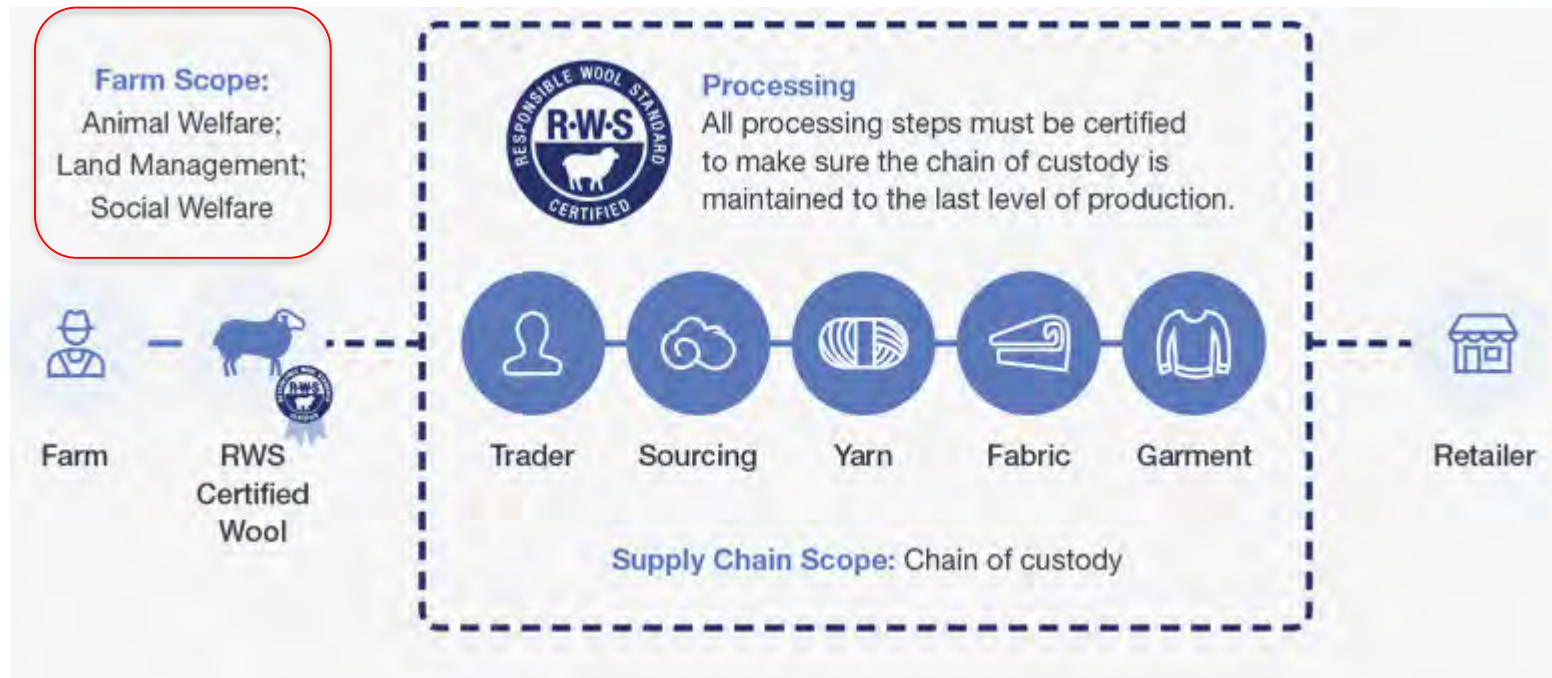 Farm Scope:
Animal Welfare;
Land Management;
Social Welfare
RESPONSIBLE WOOL STANDARD
R·W·S
CERTIFIED
Processing
All processing steps must be certified
to make sure the chain of custody is
maintained to the last level of production.
R·W·S
Farm
RWS
Certified
Wool
Trader
Sourcing
Yarn
Fabric
Garment
Retailer
Supply Chain Scope: Chain of custody